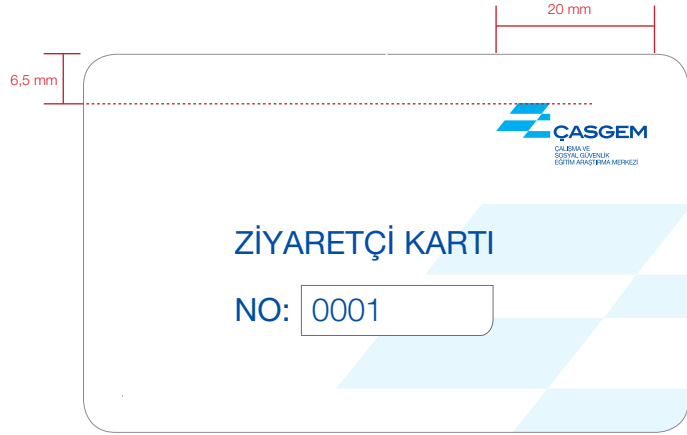 20 mm
6,5 mm
ÇASGEM
ÇALIŞMA VE
SOSYAL GÜVENLİK
EĞİTİM ARAŞTIRMA MERKEZİ
ZİYARETÇİ KARTI
NO: 0001